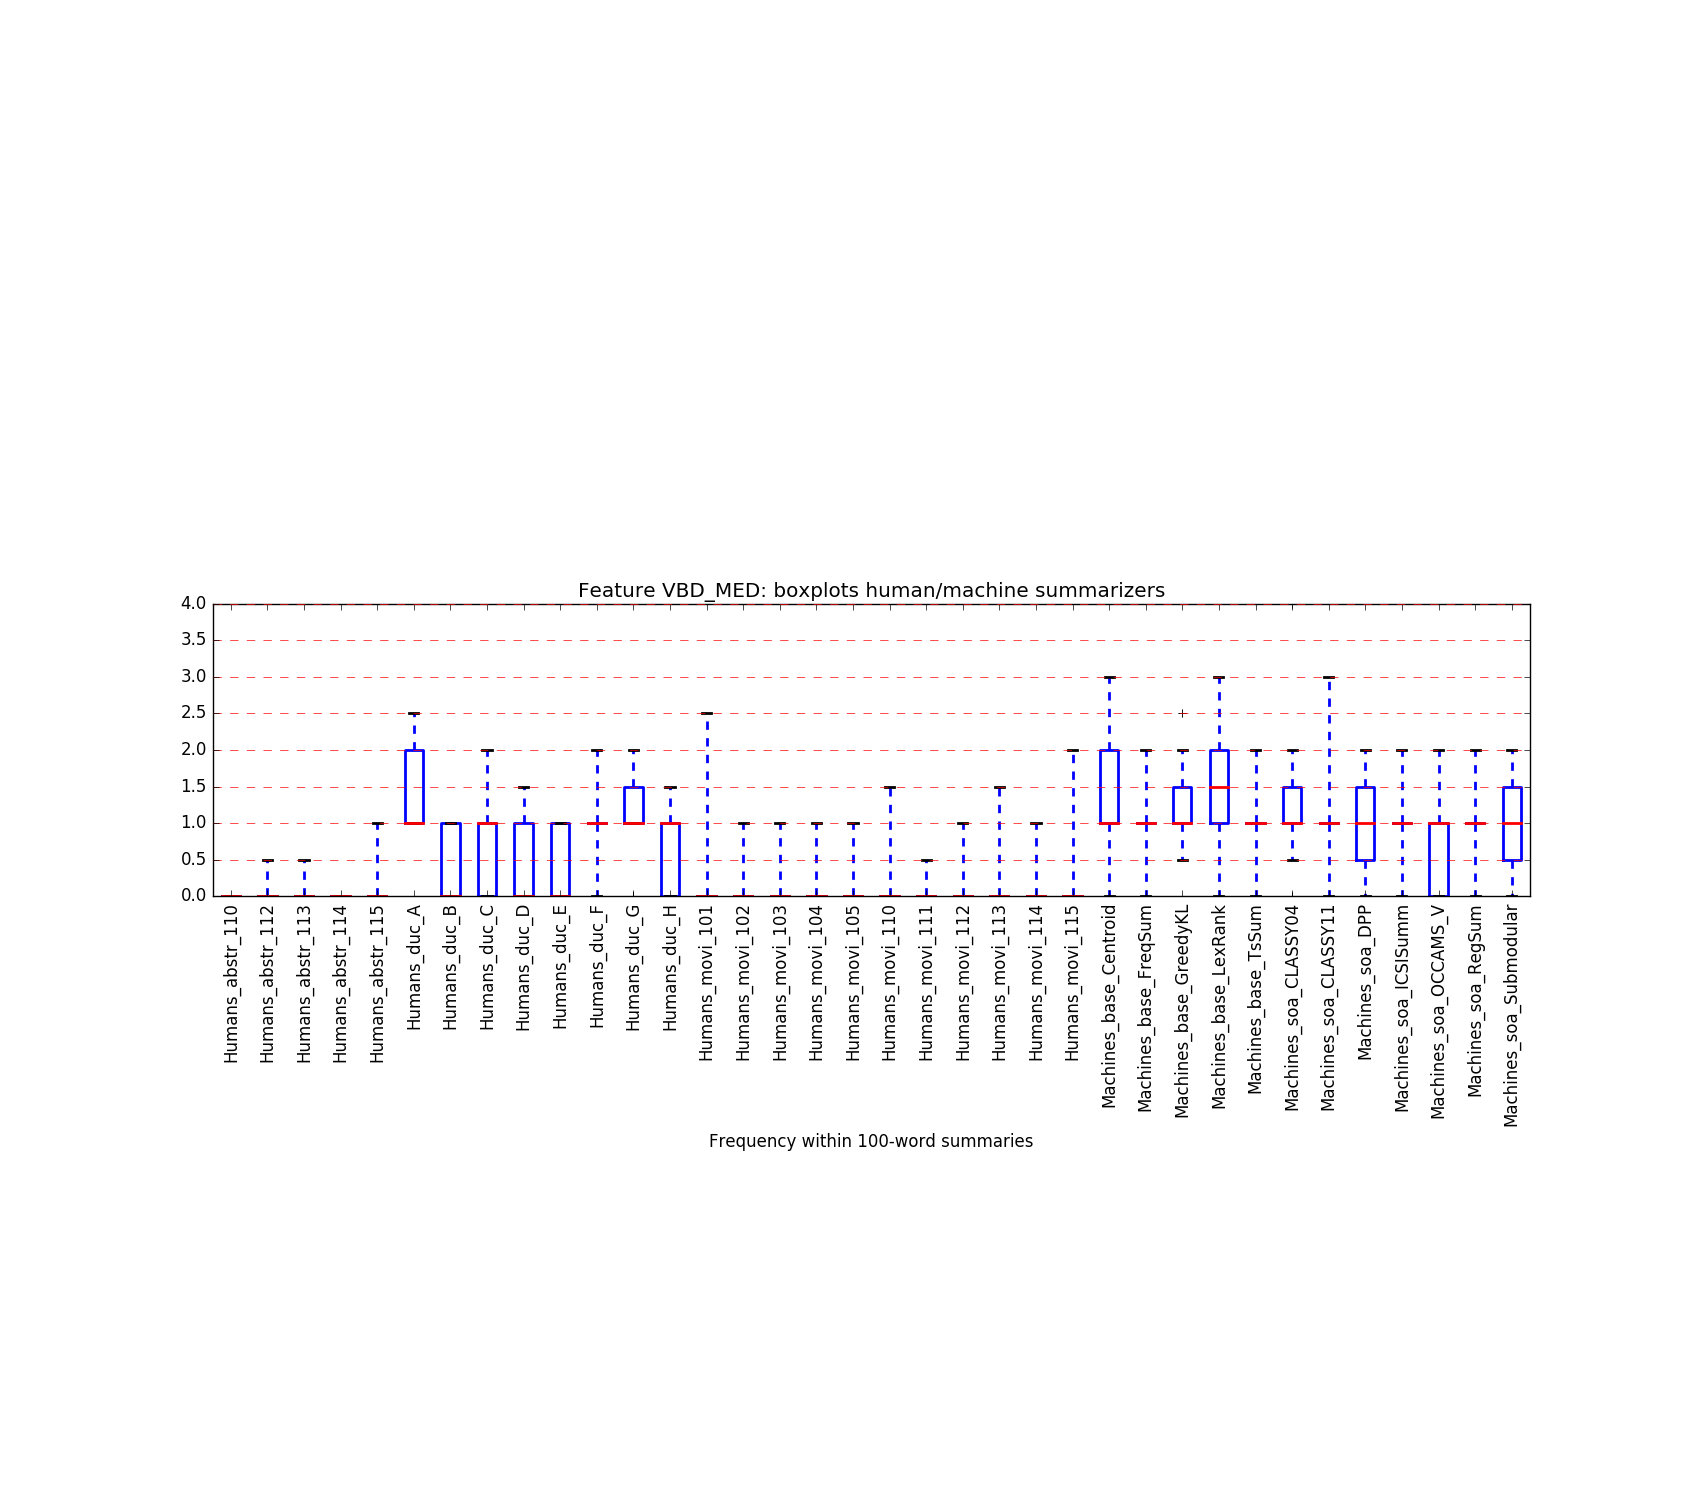 Feature VBD_MED: boxplots human/machine summarizers
4.0
3.5
3.0
2.5
2.0
1.5
1.0
0.5
0.0
Humans_abstr_110
Humans_abstr_112
Humans_abstr_113
Humans_abstr_114
Humans_abstr_115
Humans_duc_A
Humans_duc_B
Humans_duc_C
Humans_duc_D
Humans_duc_E
Humans_duc_F
Humans_duc_G
Humans_duc_H
Humans_movi_101
Humans_movi_102
Humans_movi_103
Humans_movi_104
Humans_movi_105
Humans_movi_110
Humans_movi_111
Humans_movi_112
Humans_movi_113
Humans_movi_114
Humans_movi_115
Machines_base_Centroid
Machines_base_FreqSum
Machines_base_GreedyKL
Machines_base_LexRank
Machines_base_TsSum
Machines_soa_CLASSY04
Machines_soa_CLASSY11
Machines_soa_DPP
Machines_soa_ICSISumm
Machines_soa_OCCAMS_V
Machines_soa_RegSum
Machines_soa_Submodular
Frequency within 100-word summaries